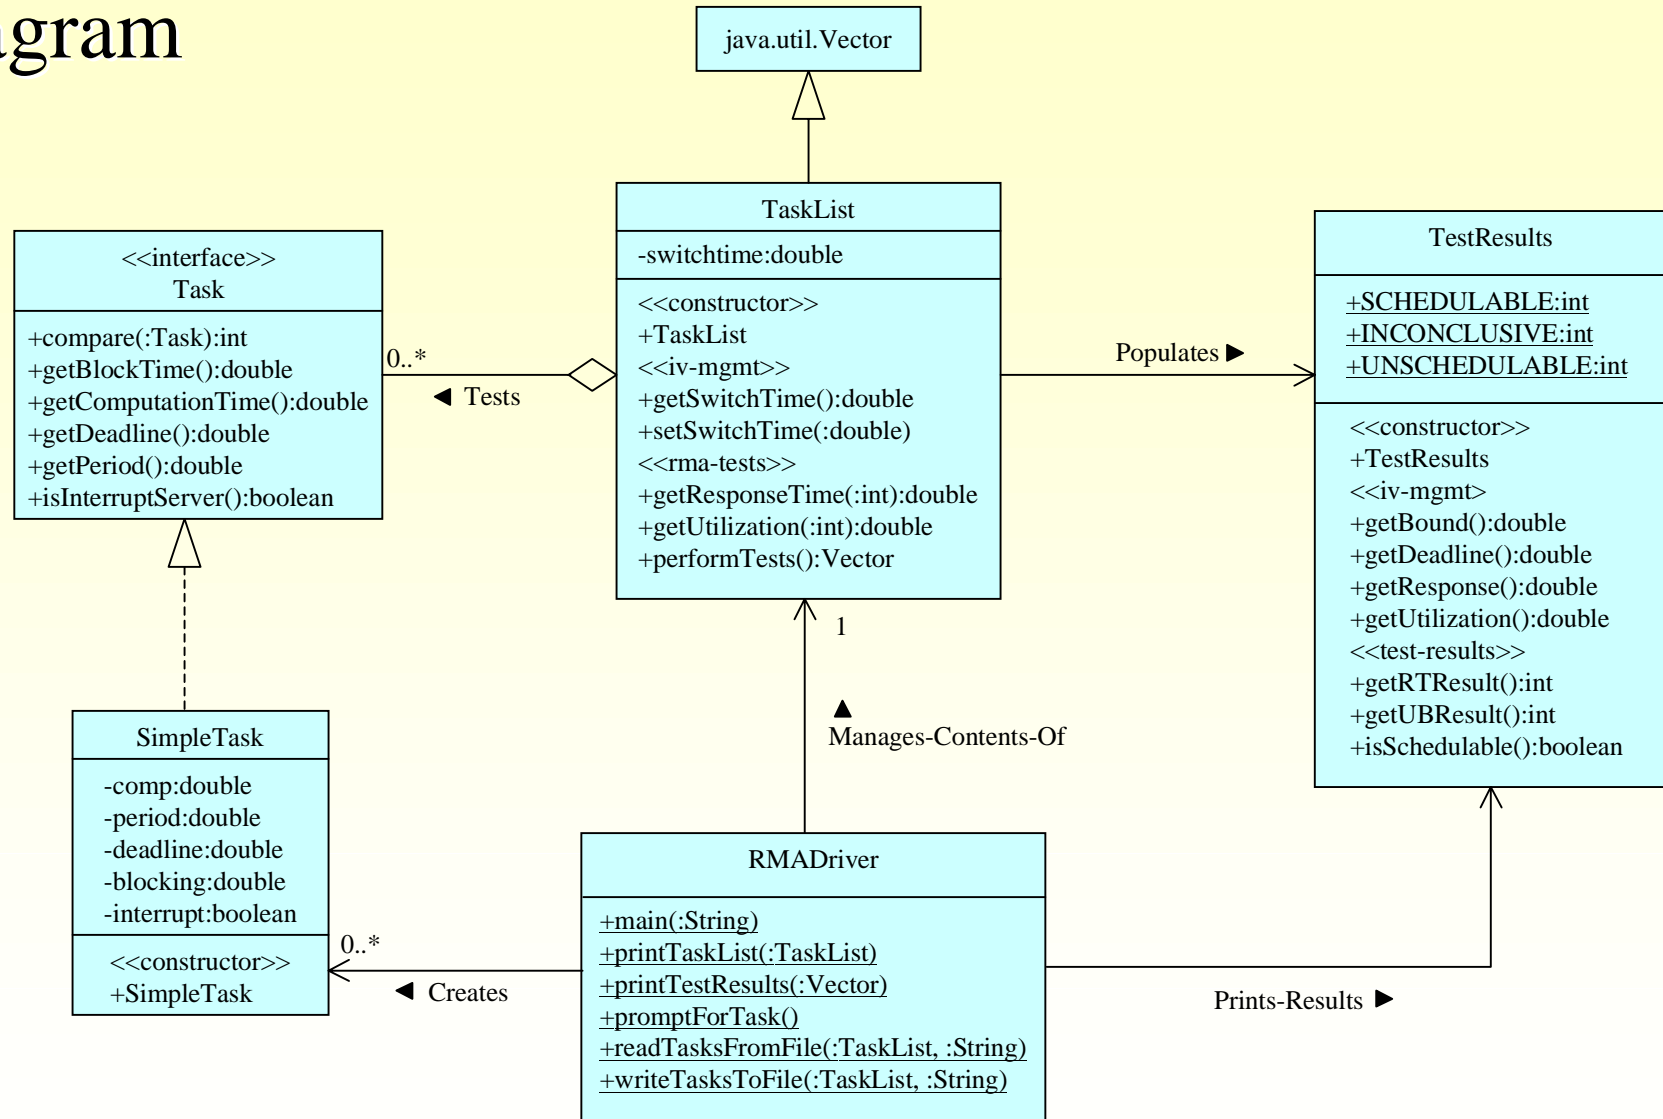 agram
java.util.Vector
<<interface>>
Task
+compare(:Task):int
+getBlockTime():double
+getComputationTime():double
+getDeadline():double
+getPeriod():double
+isInterruptServer():boolean
0..*
◄ Tests
TaskList
-switchtime:double
<<constructor>>
+TaskList
<<iv-mgmt>>
+getSwitchTime():double
+setSwitchTime(:double)
<<rma-tests>>
+getResponseTime(:int):double
+getUtilization(:int):double
+performTests():Vector
Populates ►
TestResults
+SCHEDULABLE:int
+INCONCLUSIVE:int
+UNSCHEDULABLE:int
<<constructor>>
+TestResults
<<iv-mgmt>
+getBound():double
+getDeadline():double
+getResponse():double
+getUtilization():double
<<test-results>>
+getRTResult():int
+getUBResult():int
+isSchedulable():boolean
1
▲
Manages-Contents-Of
SimpleTask
-comp:double
-period:double
-deadline:double
-blocking:double
-interrupt:boolean
<<constructor>>
+SimpleTask
0..*
◄ Creates
RMADriver
+main(:String)
+printTaskList(:TaskList)
+printTestResults(:Vector)
+promptForTask()
+readTasksFromFile(:TaskList, :String)
+writeTasksToFile(:TaskList, :String)
Prints-Results ►